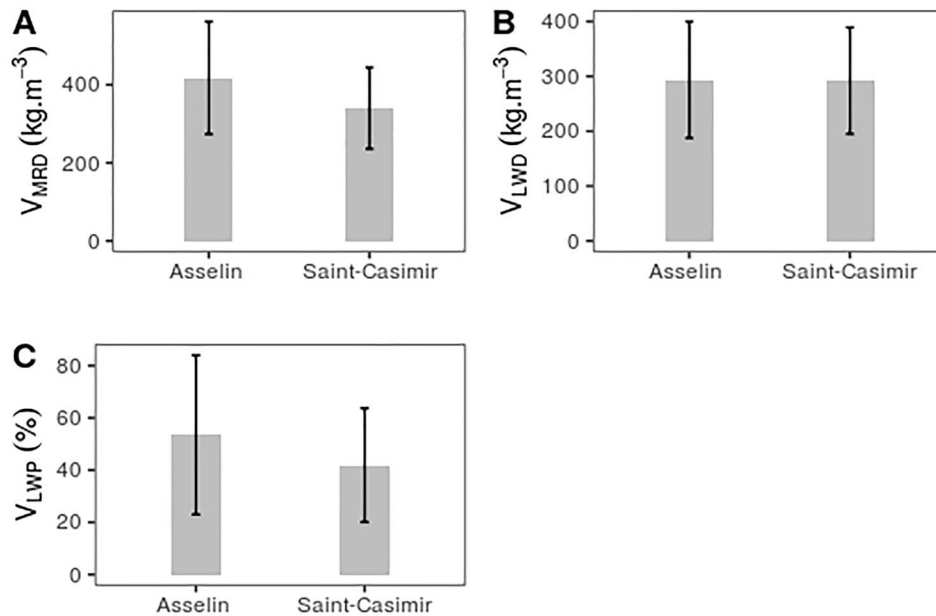 A
V_MRD (kg.m⁻³)
400
200
0
Asselin Saint-Casimir
B
V_LWD (kg.m⁻³)
400
300
200
100
0
Asselin Saint-Casimir
C
V_LWP (%)
80
60
40
20
0
Asselin Saint-Casimir